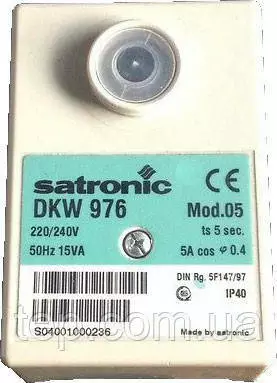 CE
satronic
DKW 976 Mod.05
220/240V ts 5 sec.
50Hz 15VA 5A cos φ 0.4
DIN Rg. 5F147/97
IP40
S04001000236 Made by satronic
top.com.ua